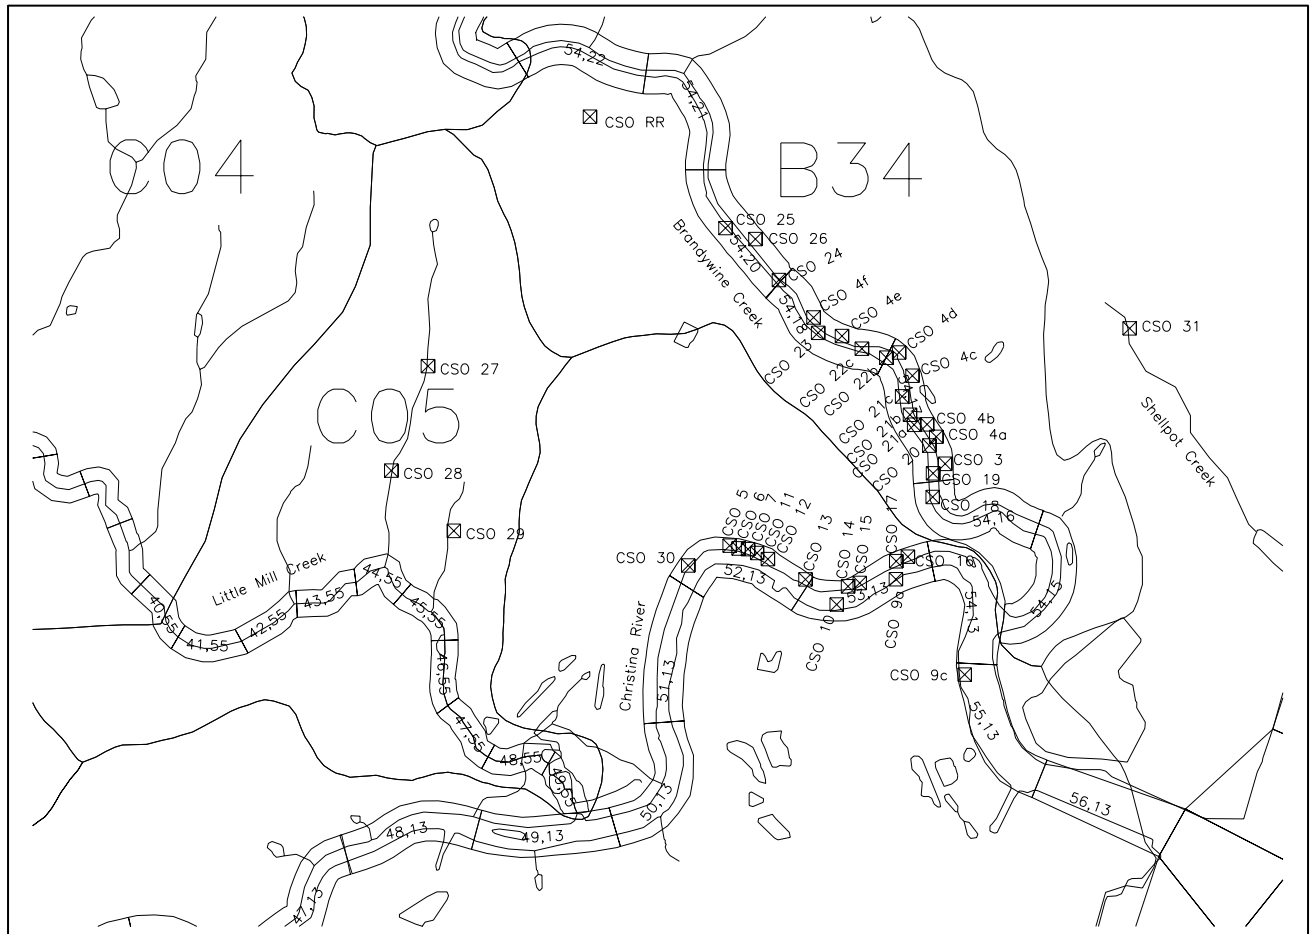 54,22
54,21
CSO RR
C04
B34
CSO 25
CSO 26
54,20
Brandywine Creek
CSO 24
54,18
CSO 4f
CSO 4e
CSO 4d
CSO 4c
CSO 23
CSO 22c
CSO 22b
CSO 31
Shellpot Creek
CSO 27
C05
CSO 21c
CSO 21b
CSO 21a
CSO 20
CSO 4b
CSO 4a
CSO 3
CSO 19
CSO 18
CSO 28
CSO 29
CSO 17
54,16
CSO 5
CSO 6
CSO 7
CSO 11
CSO 12
CSO 13
CSO 14
CSO 15
CSO 30
CSO 16
52,13
53,13
CSO 10
CSO 9a
54,13
54,15
Little Mill Creek
40,55
41,55
42,55
43,55
44,55
45,55
46,55
47,55
48,55
49,55
Christina River
51,13
CSO 9c
55,13
56,13
50,13
49,13
48,13
47,13